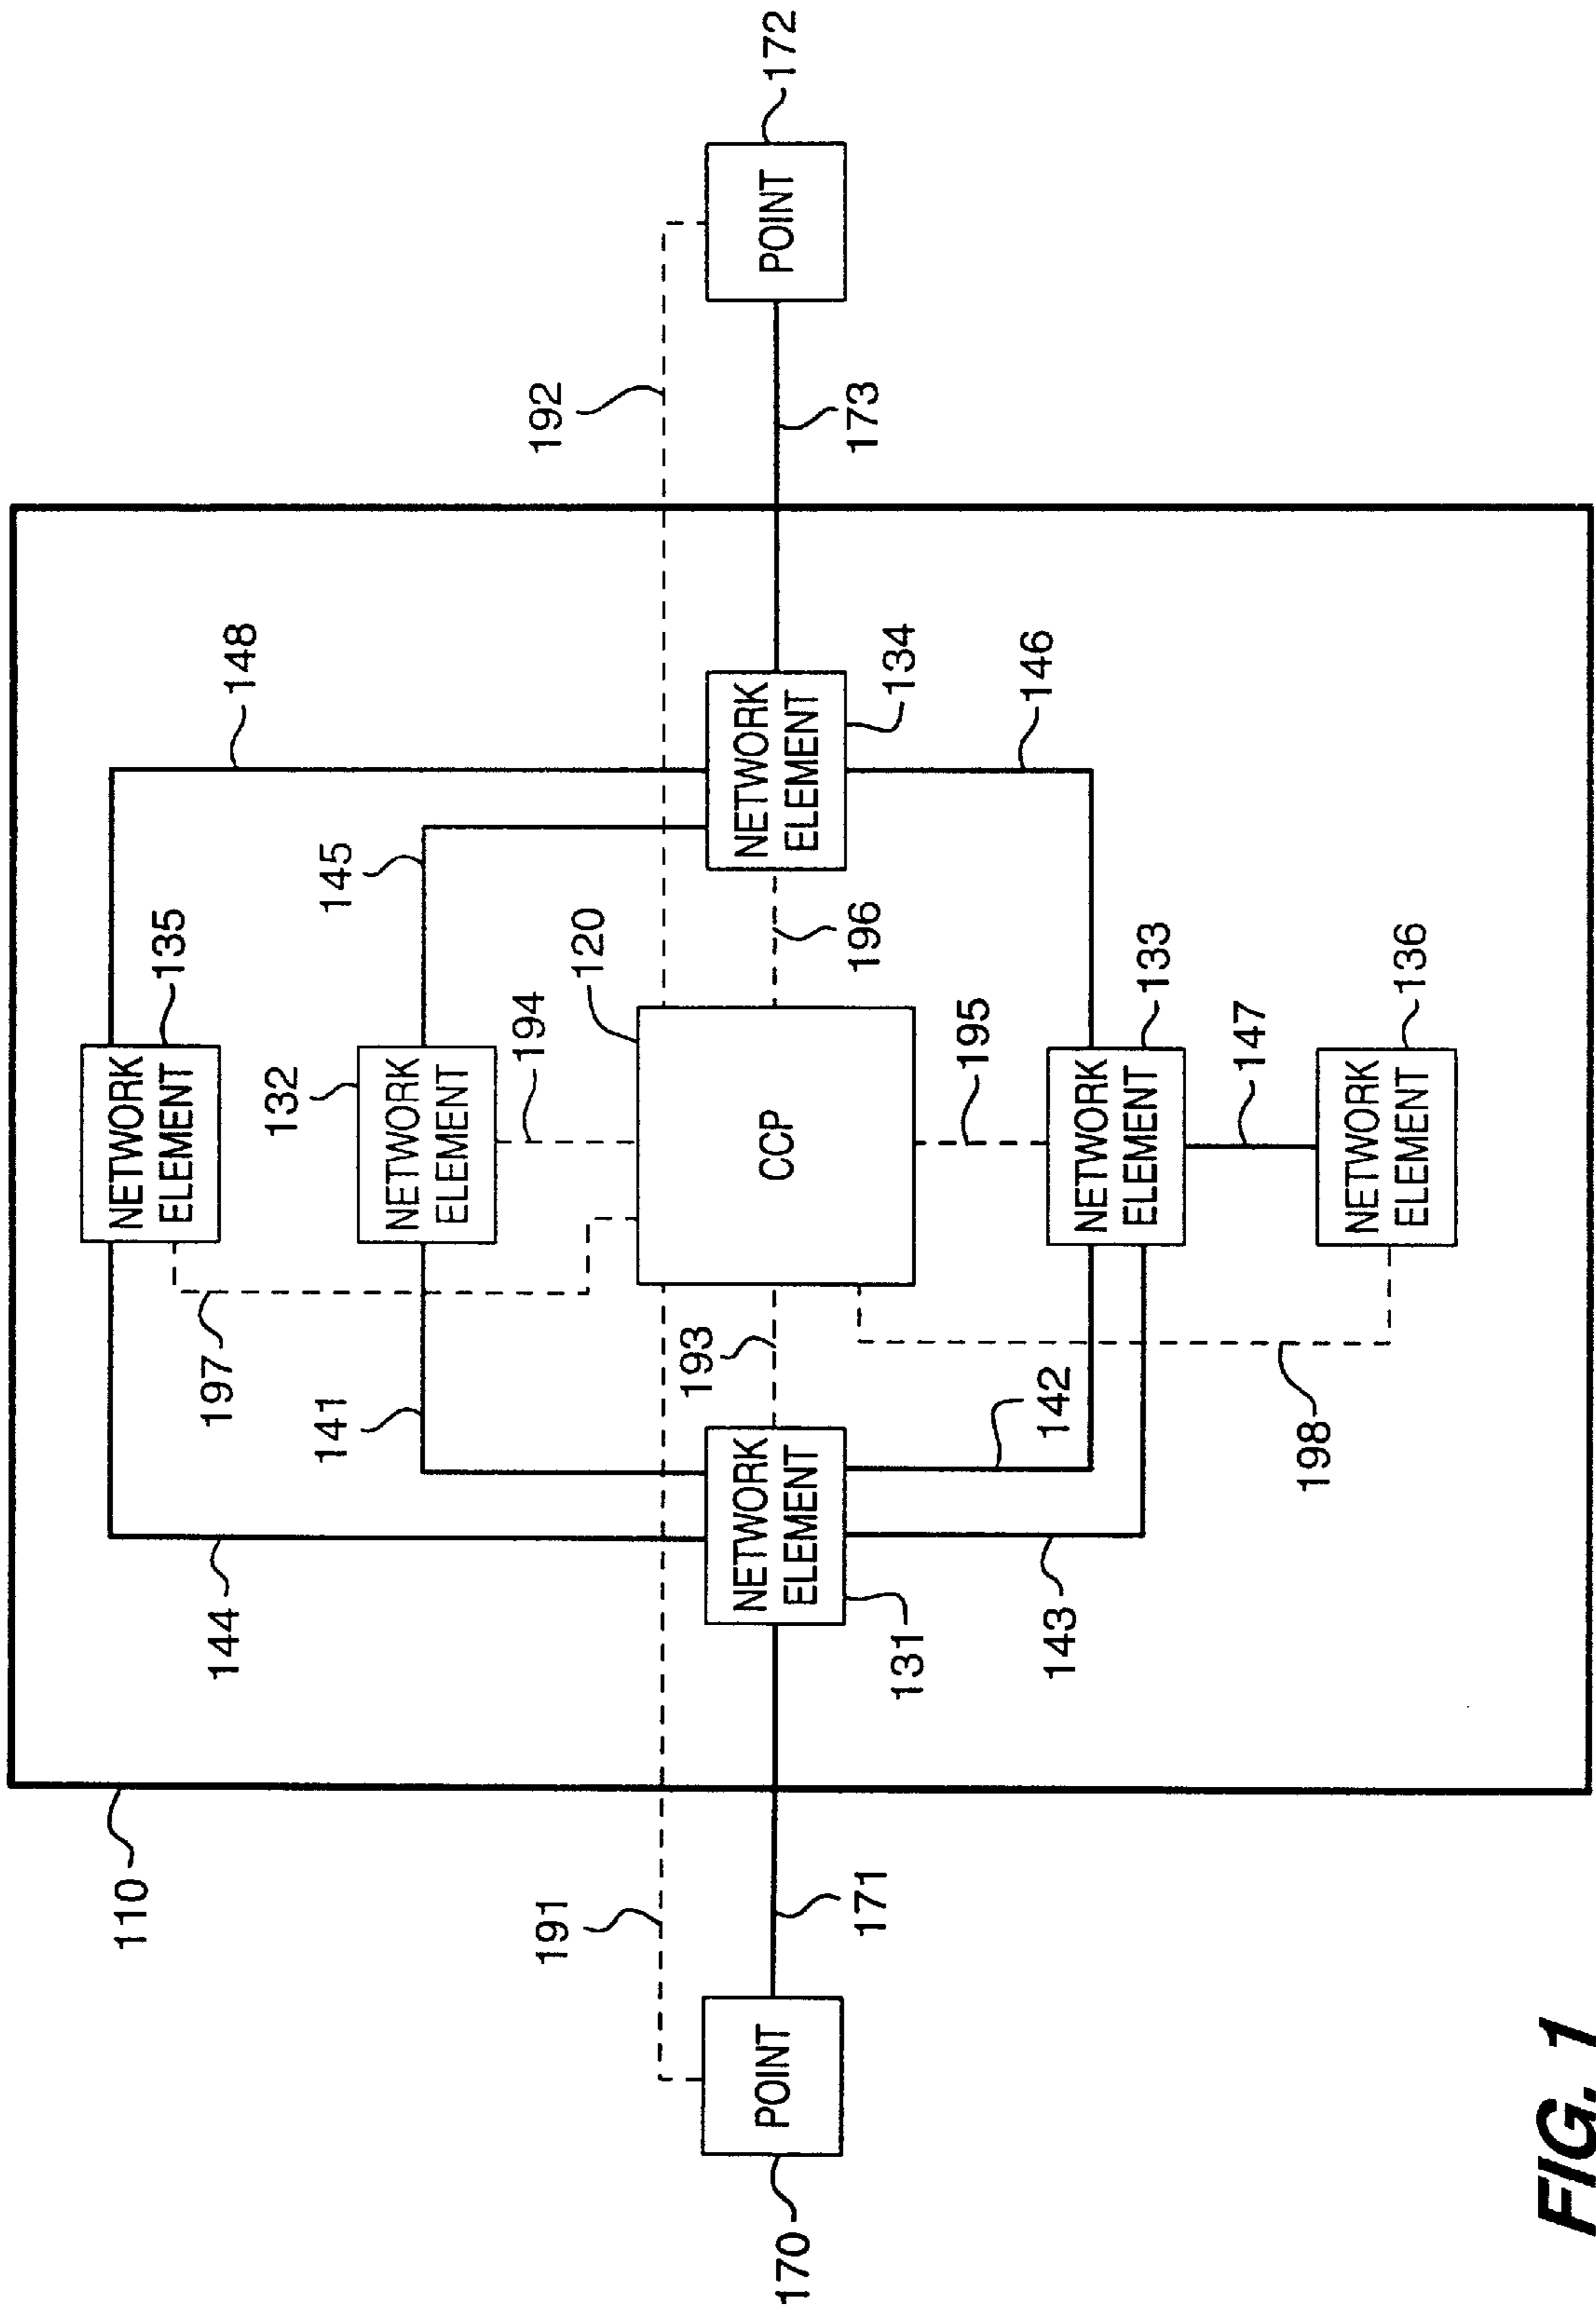 110
144
148
NETWORK
ELEMENT
135
197
141
132
145
NETWORK
ELEMENT
194
120
191
192
170
POINT
171
NETWORK
ELEMENT
131
193
CCP
196
NETWORK
ELEMENT
134
173
POINT
172
143
142
195
146
NETWORK
ELEMENT
133
147
198
NETWORK
ELEMENT
136
FIG. 1